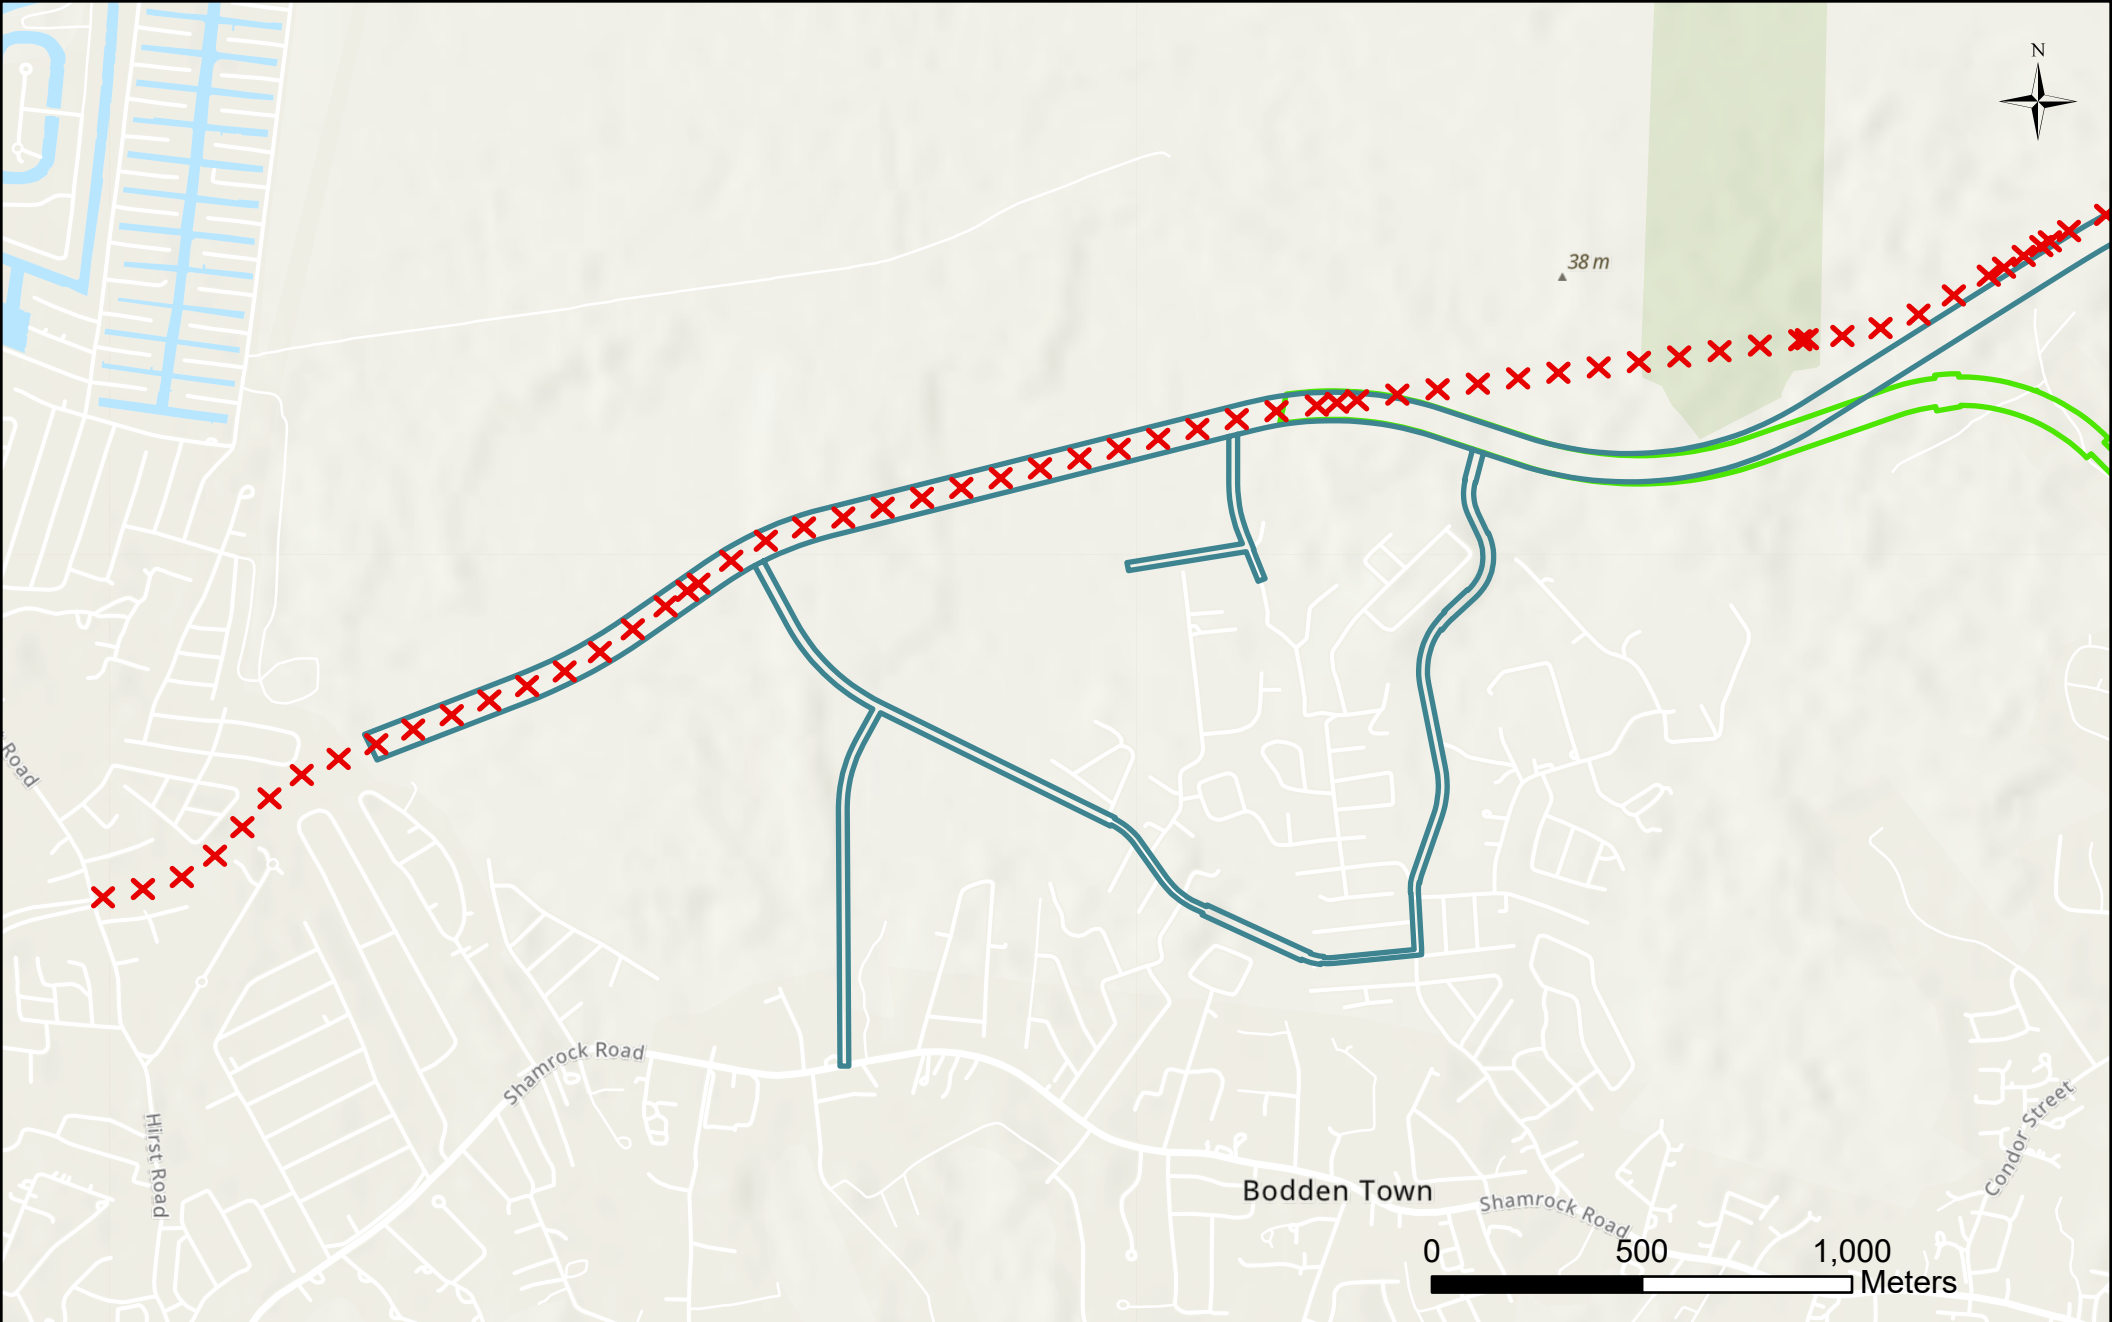 N
38 m
Road
Shamrock Road
Hirst Road
Condor Street
Bodden Town
Shamrock Road
0 500 1,000
Meters